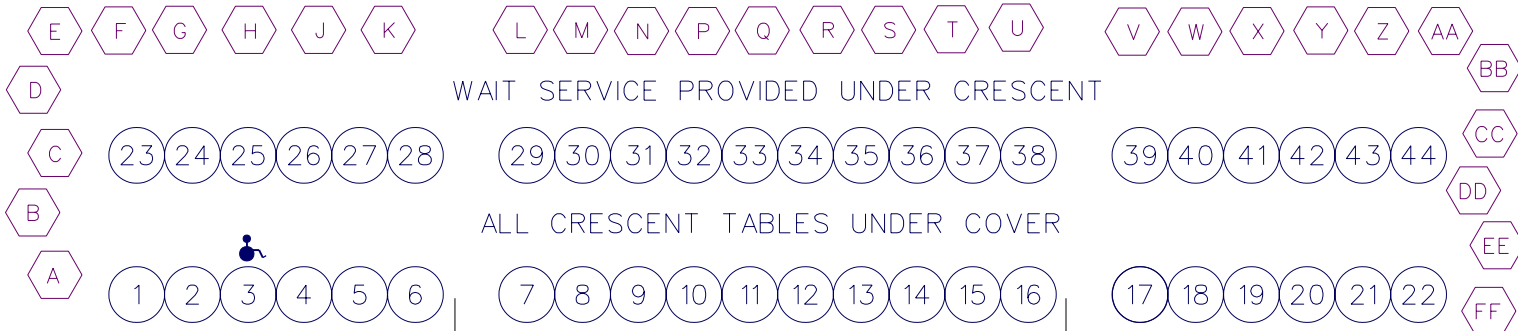 E F G H J K L M N P Q R S T U V W X Y Z AA
BB
D
WAIT SERVICE PROVIDED UNDER CRESCENT
CC
C 23 24 25 26 27 28 29 30 31 32 33 34 35 36 37 38 39 40 41 42 43 44
DD
B
ALL CRESCENT TABLES UNDER COVER
EE
A
1 2 3 4 5 6 7 8 9 10 11 12 13 14 15 16 17 18 19 20 21 22
FF